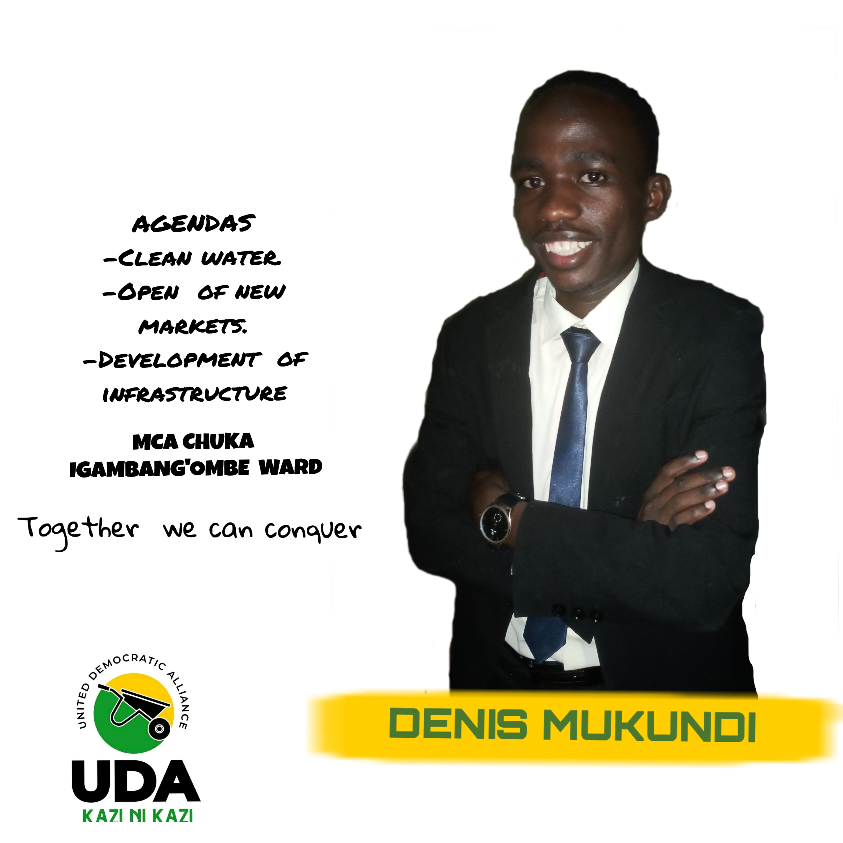 AGENDAS
-CLEAN WATER.
-OPEN OF NEW
MARKETS.
-DEVELOPMENT OF
INFRASTRUCTURE
MCA CHUKA
IGAMBANG'OMBE WARD
Together we can conquer
UNITED DEMOCRATIC ALLIANCE
UDA
KAZI NI KAZI
DENIS MUKUNDI